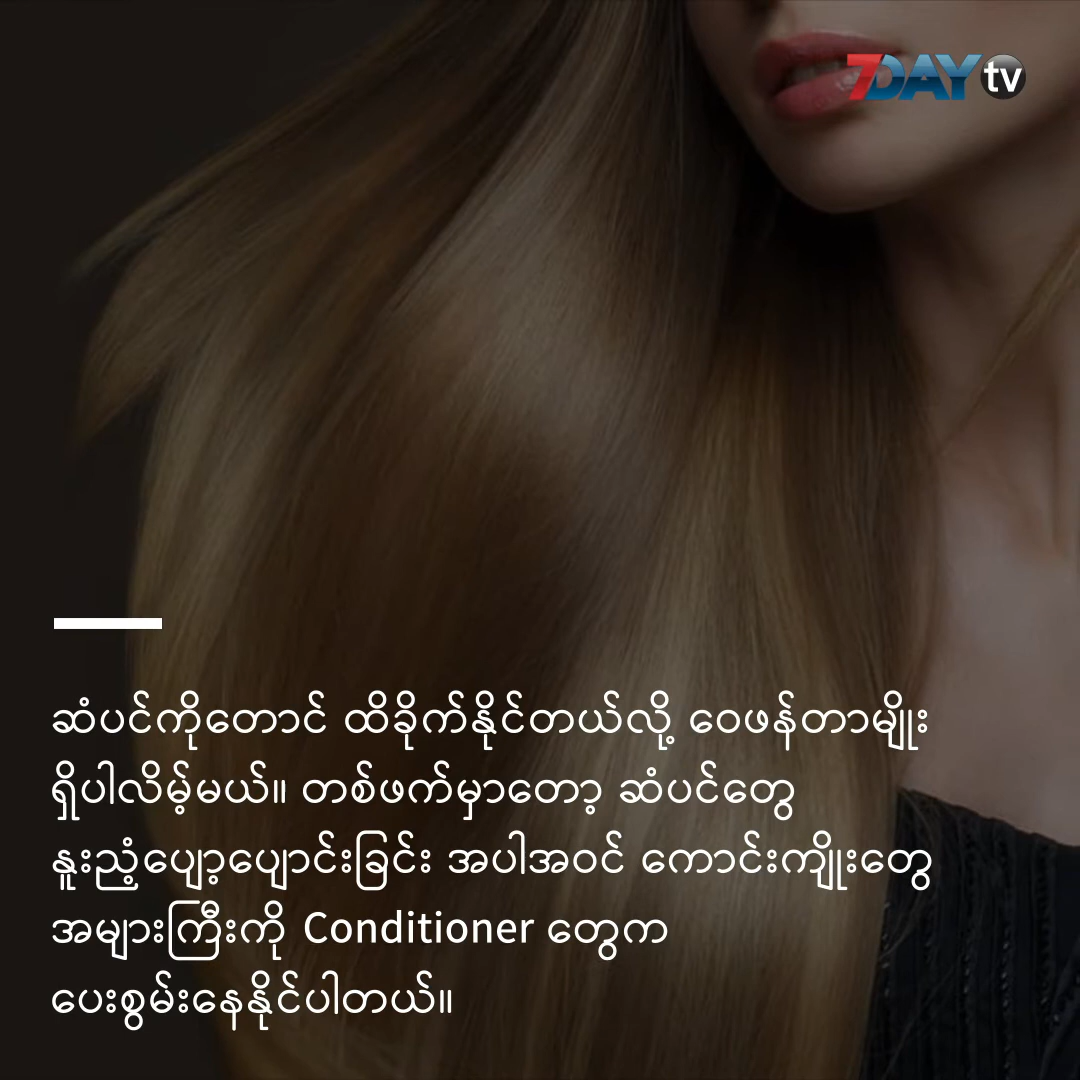 7DAY tv
ဆံပင်ကိုတောင် ထိခိုက်နိုင်တယ်လို့ ဝေဖန်တာမျိုး
ရှိပါလိမ့်မယ်။ တစ်ဖက်မှာတော့ ဆံပင်တွေ
နူးညံ့ပျော့ပျောင်းခြင်း အပါအဝင် ကောင်းကျိုးတွေ
အများကြီးကို Conditioner တွေက
ပေးစွမ်းနေနိုင်ပါတယ်။